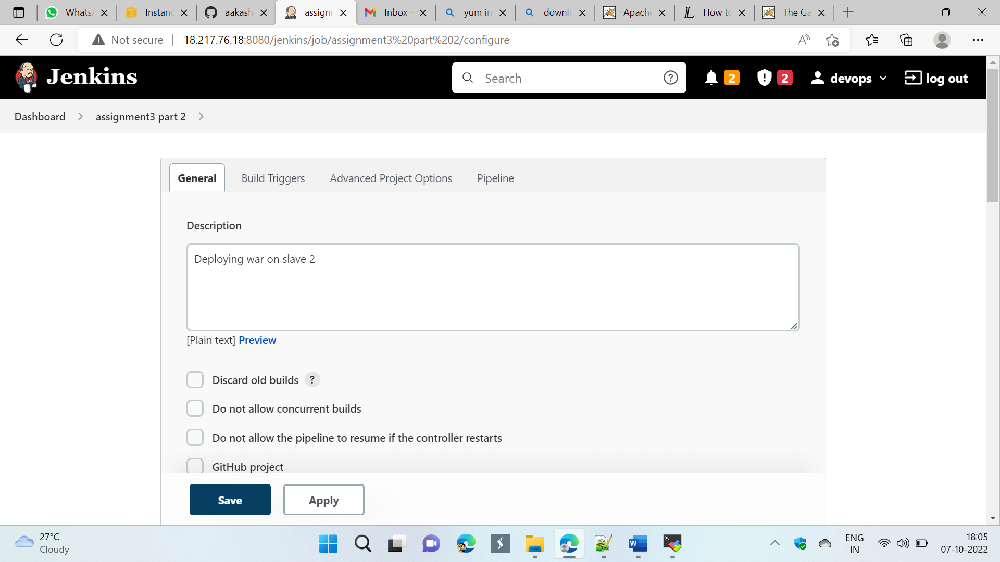 Whats
Instanc
aakash
assignn
Inbox -
yum in
downlo
Apache
How to
The Ga
Not secure
18.217.76.18:8080/jenkins/job/assignment3%20part%202/configure
Jenkins
Search
?
2
2
devops
log out
Dashboard
assignment3 part 2
General
Build Triggers
Advanced Project Options
Pipeline
Description
Deploying war on slave 2
[Plain text] Preview
Discard old builds ?
Do not allow concurrent builds
Do not allow the pipeline to resume if the controller restarts
GitHub project
Save
Apply
27°C
Cloudy
ENG
IN
18:05
07-10-2022